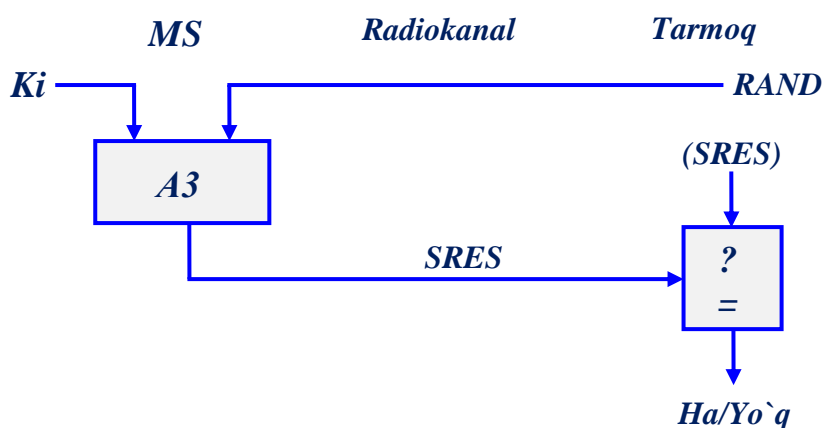 MS Radiokanal Tarmoq
Ki RAND
A3
(SRES)
SRES
?
=
Ha/Yo`q